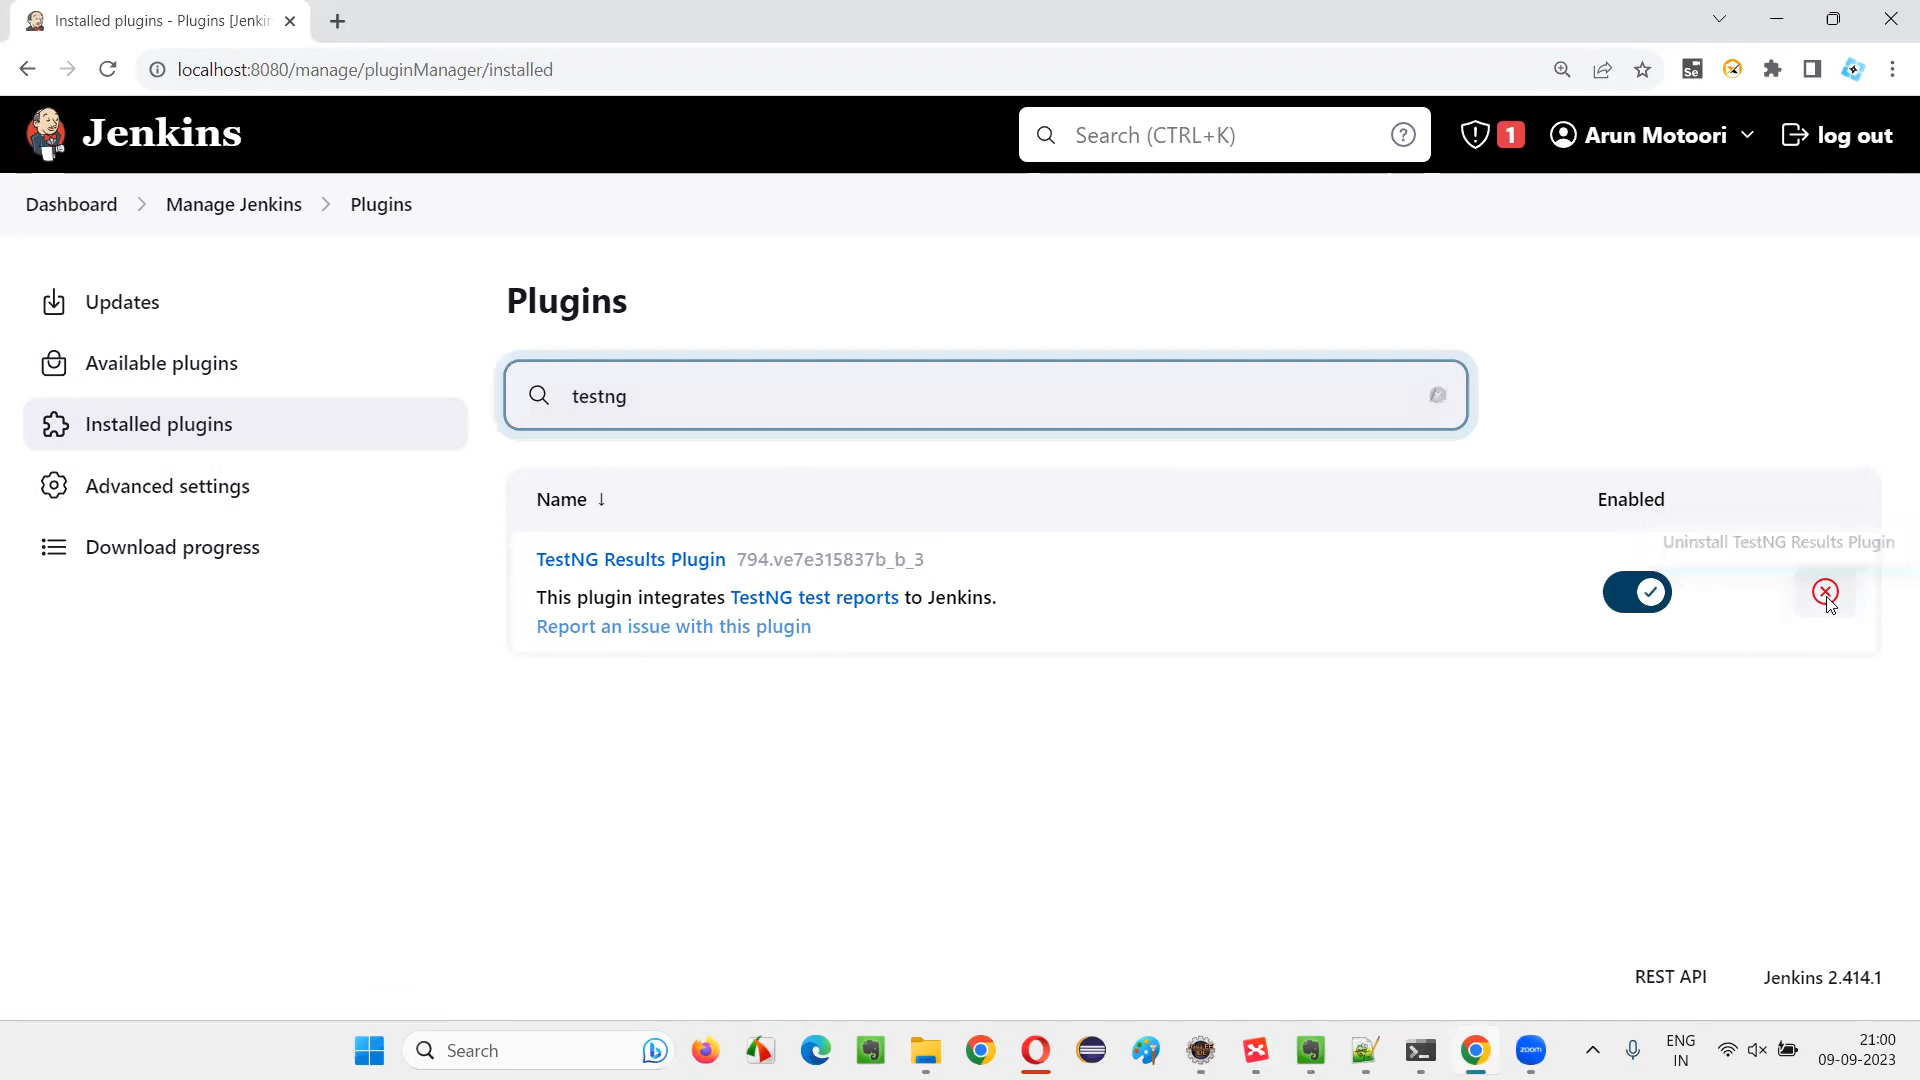 Installed plugins - Plugins [Jenkin
localhost:8080/manage/pluginManager/installed
Se
Jenkins
Search (CTRL+K)
1
Arun Motoori
log out
Dashboard
Manage Jenkins
Plugins
Updates
Available plugins
Installed plugins
Advanced settings
Download progress
Plugins
testng
Name ↓
Enabled
Uninstall TestNG Results Plugin
TestNG Results Plugin 794.ve7e315837b_b_3
This plugin integrates TestNG test reports to Jenkins.
Report an issue with this plugin
REST API
Jenkins 2.414.1
Search
zoom
ENG
IN
21:00
09-09-2023